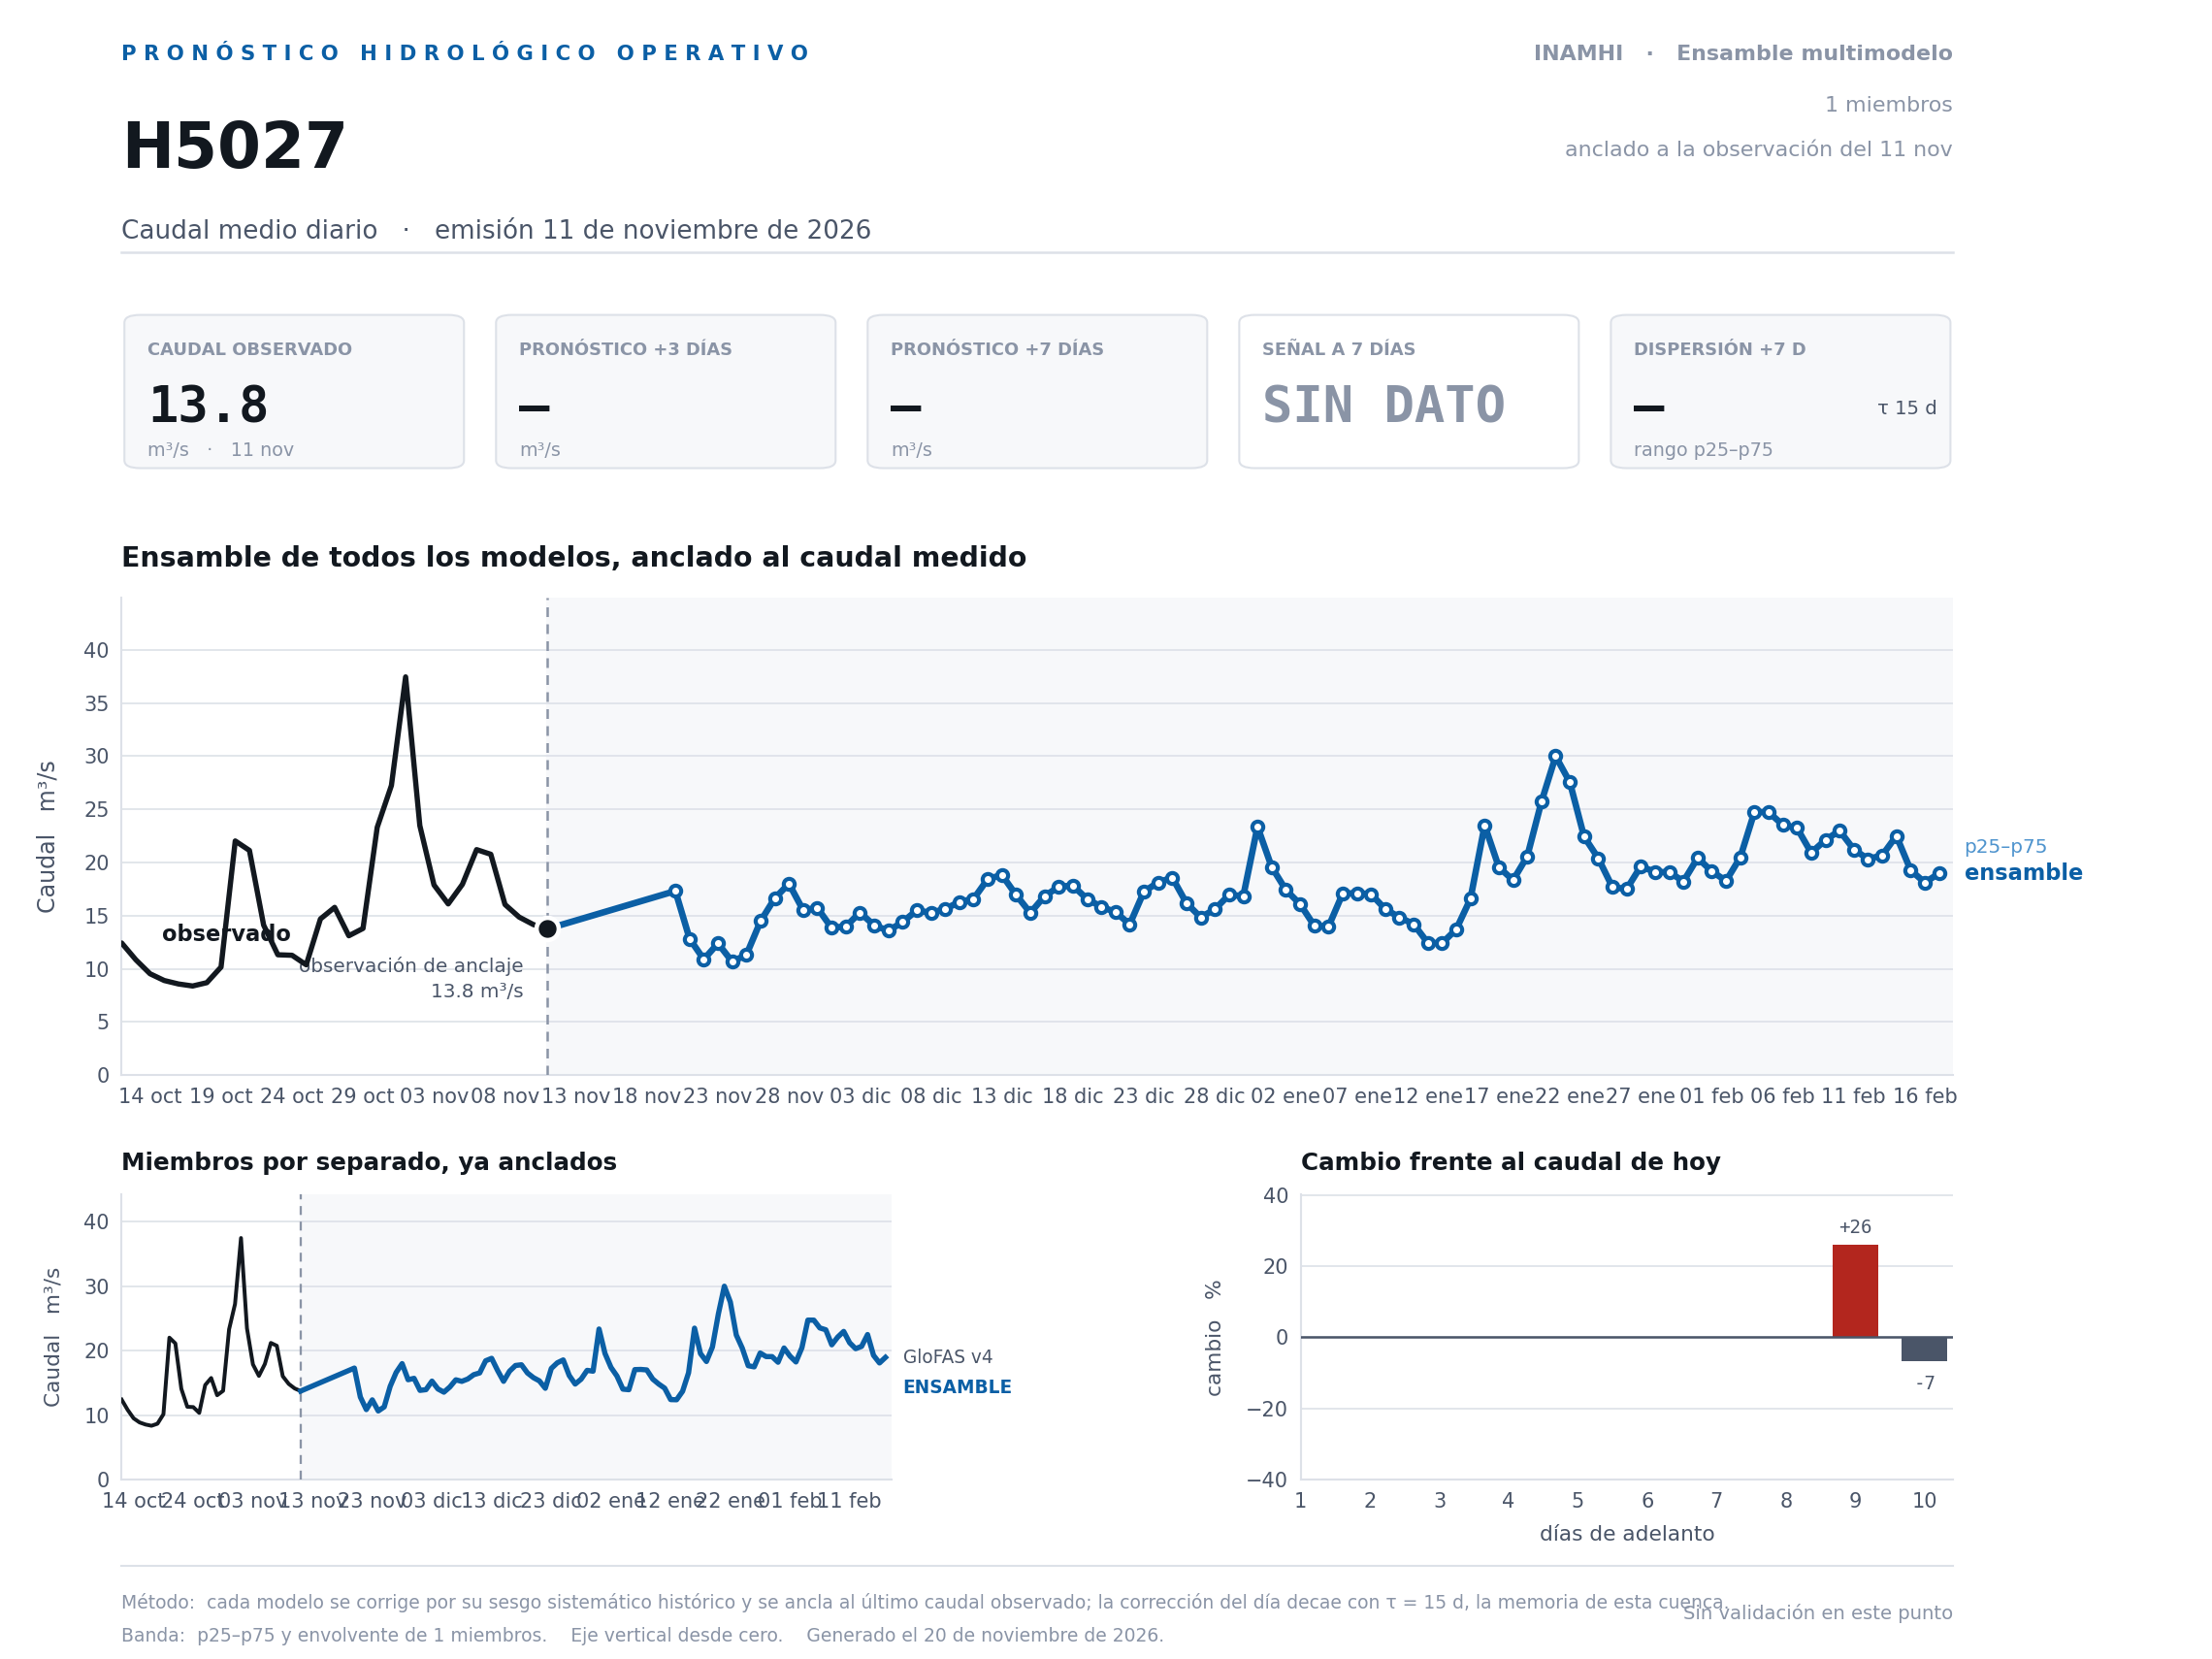 PRONÓSTICO HIDROLÓGICO OPERATIVO
INAMHI · Ensamble multimodelo
1 miembros
H5027
anclado a la observación del 11 nov
Caudal medio diario · emisión 11 de noviembre de 2026
CAUDAL OBSERVADO
13.8
m³/s · 11 nov
PRONÓSTICO +3 DÍAS
—
m³/s
PRONÓSTICO +7 DÍAS
—
m³/s
SEÑAL A 7 DÍAS
SIN DATO
DISPERSIÓN +7 D
— τ 15 d
rango p25–p75
Ensamble de todos los modelos, anclado al caudal medido
Caudal m³/s
40
35
30
25
20
15
10
5
0
observado
observación de anclaje
13.8 m³/s
p25–p75
ensamble
14 oct 19 oct 24 oct 29 oct 03 nov 08 nov 13 nov 18 nov 23 nov 28 nov 03 dic 08 dic 13 dic 18 dic 23 dic 28 dic 02 ene 07 ene 12 ene 17 ene 22 ene 27 ene 01 feb 06 feb 11 feb 16 feb
Miembros por separado, ya anclados
Caudal m³/s
40
30
20
10
0
GloFAS v4
ENSAMBLE
14 oct 24 oct 03 nov 13 nov 23 nov 03 dic 13 dic 23 dic 02 ene 12 ene 22 ene 01 feb 11 feb
Cambio frente al caudal de hoy
cambio %
40
20
0
−20
−40
+26
-7
1 2 3 4 5 6 7 8 9 10
días de adelanto
Método: cada modelo se corrige por su sesgo sistemático histórico y se ancla al último caudal observado; la corrección del día decae con τ = 15 d, la memoria de esta cuenca.
Sin validación en este punto
Banda: p25–p75 y envolvente de 1 miembros. Eje vertical desde cero. Generado el 20 de noviembre de 2026.